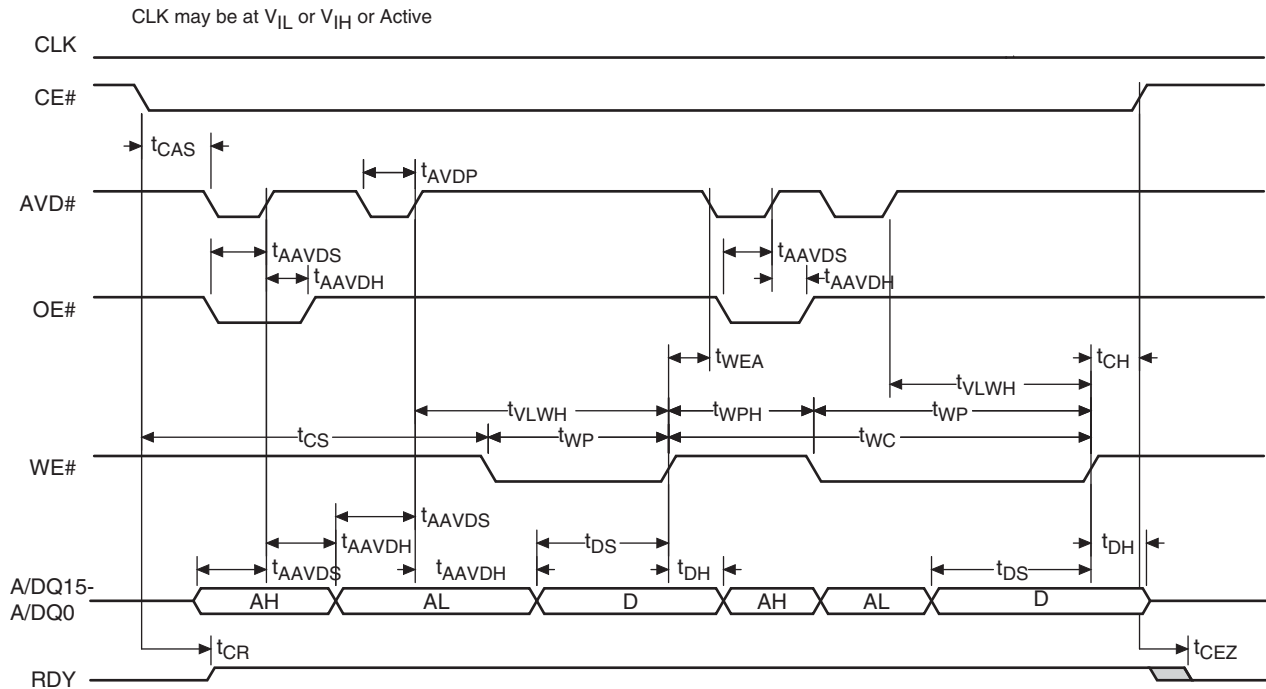 CLK may be at VIL or VIH or Active
CLK
CE#
tCAS
tAVDP
AVD#
tAAVDS
tAAVDS
tAAVDH
tAAVDH
OE#
tWEA
tCH
tVLWH
tVLWH
tWPH
tWP
tCS
tWP
tWC
WE#
tAAVDS
tAAVDH
tDS
tDH
tAAVDS
tAAVDH
tDH
tDS
A/DQ15-
A/DQ0
AH
AL
D
AH
AL
D
tCR
tCEZ
RDY